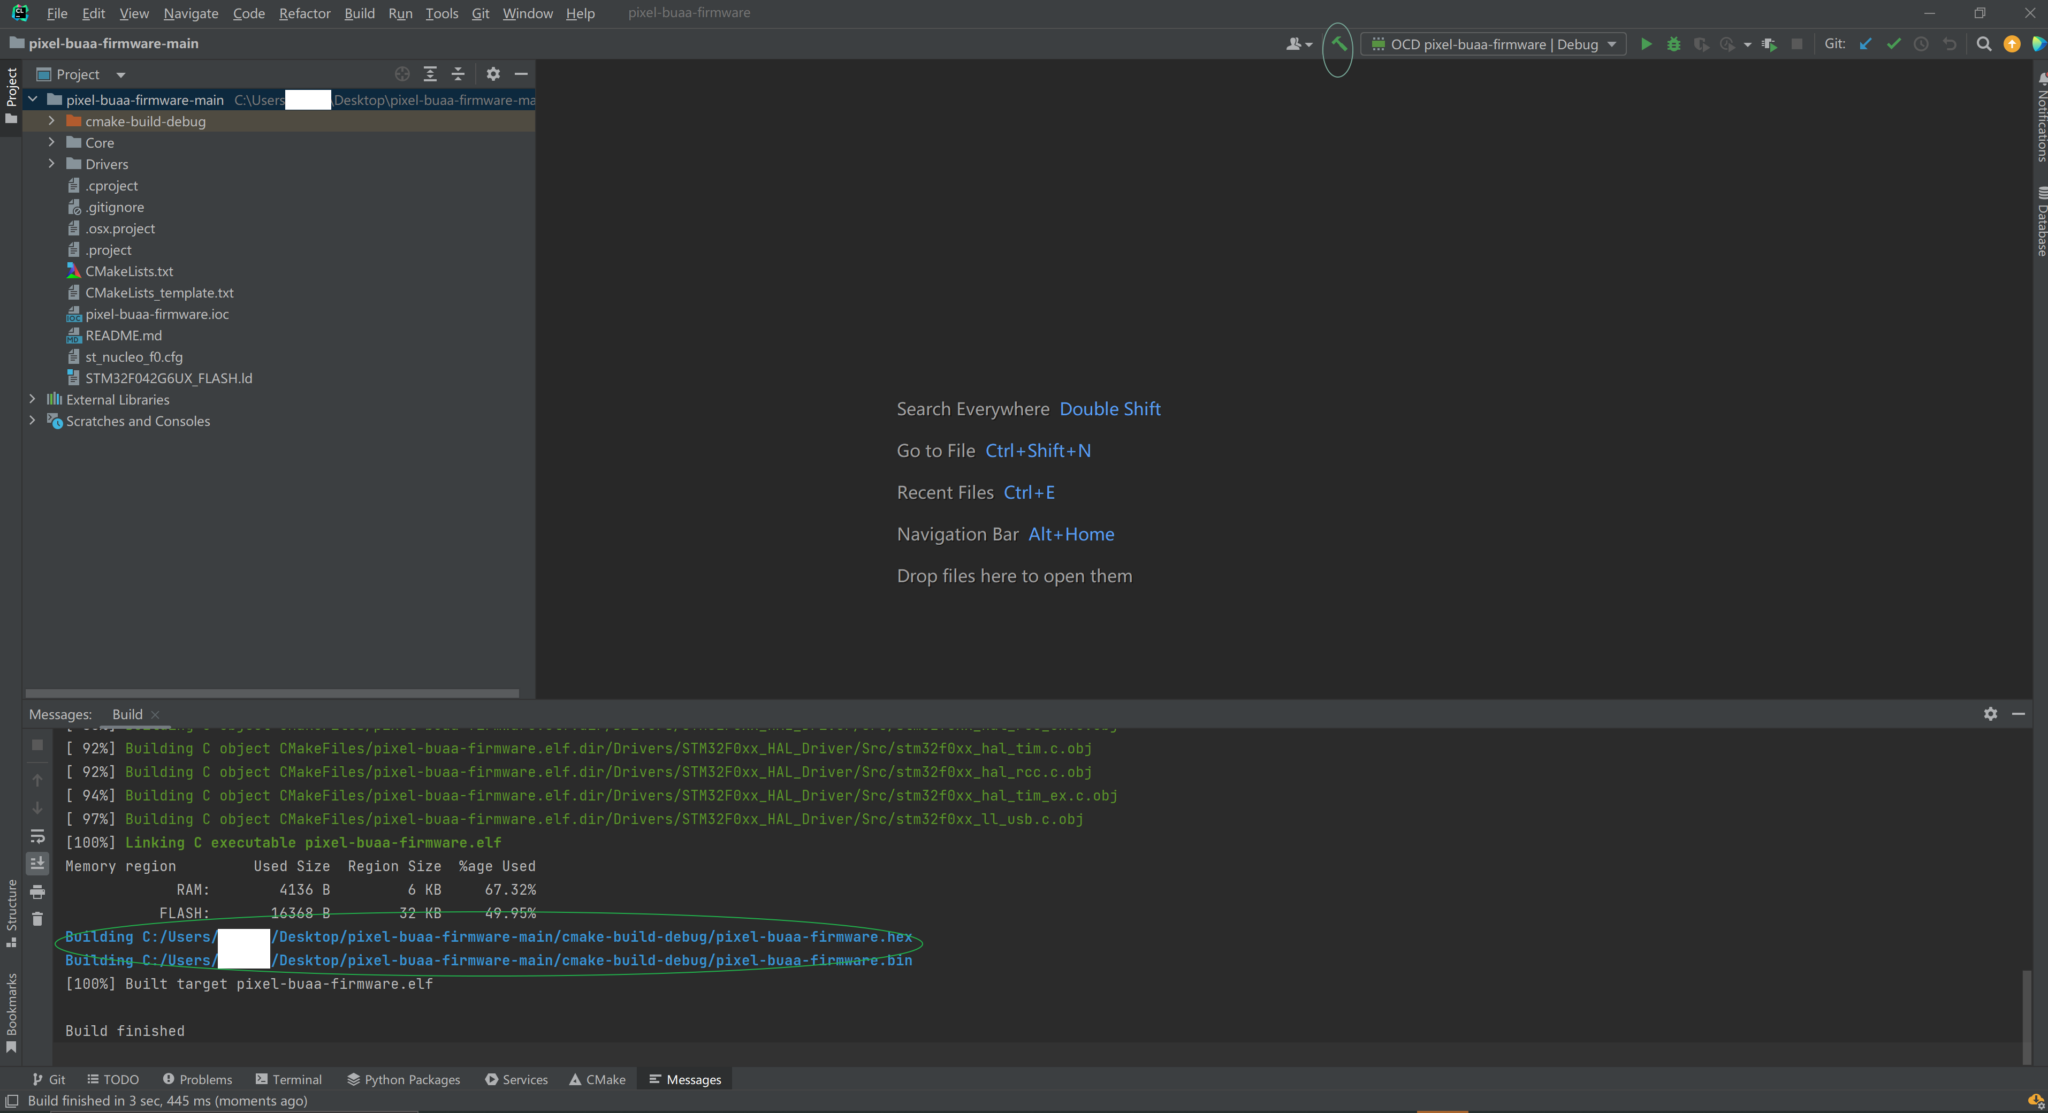 File Edit View Navigate Code Refactor Build Run Tools Git Window Help pixel-buaa-firmware
pixel-buaa-firmware-main
OCD pixel-buaa-firmware | Debug
Git:
Project
Project
pixel-buaa-firmware-main C:\Users \Desktop\pixel-buaa-firmware-ma
cmake-build-debug
Core
Drivers
.cproject
.gitignore
.osx.project
.project
CMakeLists.txt
CMakeLists_template.txt
pixel-buaa-firmware.ioc
README.md
st_nucleo_f0.cfg
STM32F042G6UX_FLASH.ld
External Libraries
Scratches and Consoles
Search Everywhere Double Shift
Go to File Ctrl+Shift+N
Recent Files Ctrl+E
Navigation Bar Alt+Home
Drop files here to open them
Notifications
Database
Messages: Build
[ 92%] Building C object CMakeFiles/pixel-buaa-firmware.elf.dir/Drivers/STM32F0xx_HAL_Driver/Src/stm32f0xx_hal_tim.c.obj
[ 92%] Building C object CMakeFiles/pixel-buaa-firmware.elf.dir/Drivers/STM32F0xx_HAL_Driver/Src/stm32f0xx_hal_rcc.c.obj
[ 94%] Building C object CMakeFiles/pixel-buaa-firmware.elf.dir/Drivers/STM32F0xx_HAL_Driver/Src/stm32f0xx_hal_tim_ex.c.obj
[ 97%] Building C object CMakeFiles/pixel-buaa-firmware.elf.dir/Drivers/STM32F0xx_HAL_Driver/Src/stm32f0xx_ll_usb.c.obj
[100%] Linking C executable pixel-buaa-firmware.elf
Memory region Used Size Region Size %age Used
RAM: 4136 B 6 KB 67.32%
FLASH: 16368 B 32 KB 49.95%
Building C:/Users/ /Desktop/pixel-buaa-firmware-main/cmake-build-debug/pixel-buaa-firmware.hex
Building C:/Users/ /Desktop/pixel-buaa-firmware-main/cmake-build-debug/pixel-buaa-firmware.bin
[100%] Built target pixel-buaa-firmware.elf
Build finished
Structure
Bookmarks
Git TODO Problems Terminal Python Packages Services CMake Messages
Build finished in 3 sec, 445 ms (moments ago)